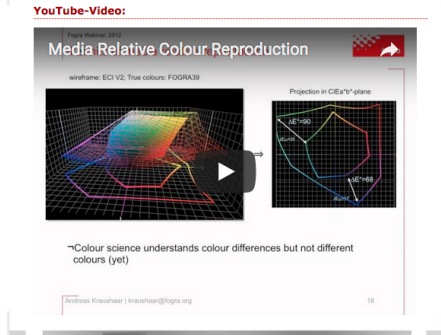 YouTube-Video:
Fogra Webinar, 2012
Media Relative Colour Reproduction
wireframe: ECI V2; True colours: FOGRA39
Projection in CIEa*b*-plane
ΔE*=90
ΔE*=68
¬Colour science understands colour differences but not different
colours (yet)
Andreas Kraushaar | kraushaar@fogra.org
16